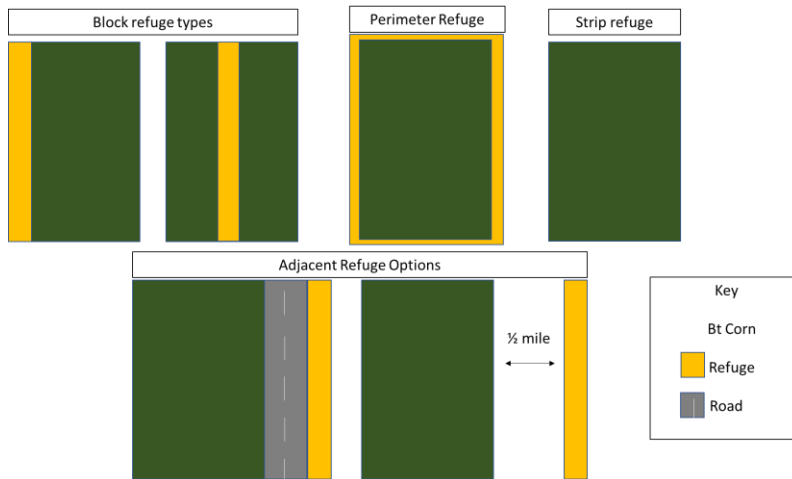 Block refuge types
Perimeter Refuge
Strip refuge
Adjacent Refuge Options
½ mile
Key
Bt Corn
Refuge
Road